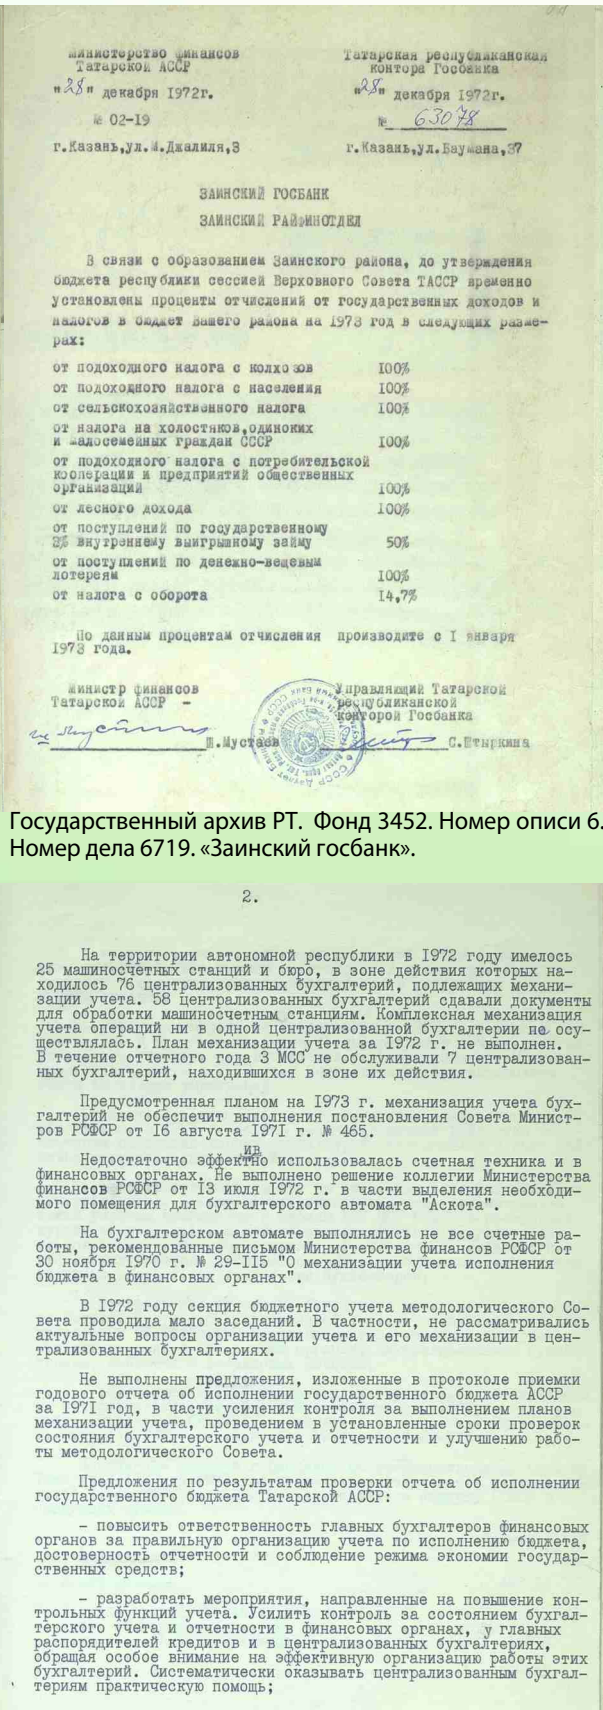 министерство финансов
Татарской АССР
"28" декабря 1972г.
№ 02-19
г.Казань,ул.М.Джалиля,3
Татарская республиканская
контора Госбанка
"28" декабря 1972г.
№ 63078
г.Казань,ул.Баумана,37
ЗАИНСКИЙ ГОСБАНК
ЗАИНСКИЙ РАЙФИНОТДЕЛ
В связи с образованием Заинского района, до утверждения
бюджета республики сессией Верховного Совета ТАССР временно
установлены проценты отчислений от государственных доходов и
налогов в бюджет Вашего района на 1973 год в следующих разме-
рах:
от подоходного налога с колхозов 100%
от подоходного налога с населения 100%
от сельскохозяйственного налога 100%
от налога на холостяков,одиноких
и малосемейных граждан СССР 100%
от подоходного налога с потребительской
кооперации и предприятий общественных
организаций 100%
от лесного дохода 100%
от поступлений по государственному
3% внутреннему выигрышному займу 50%
от поступлений по денежно-вещевым
лотереям 100%
от налога с оборота 14,7%
По данным процентам отчисления производите с I января
1973 года.
министр финансов
Татарской АССР -
Ш.Мустаев
Управляющий Татарской
республиканской
конторой Госбанка
С.Штыркина
Государственный архив РТ. Фонд 3452. Номер описи 6.
Номер дела 6719. «Заинский госбанк».
2.
На территории автономной республики в I972 году имелось
25 машиносчетных станций и бюро, в зоне действия которых на-
ходилось 76 централизованных бухгалтерий, подлежащих механи-
зации учета. 58 централизованных бухгалтерий сдавали документы
для обработки машиносчетным станциям. Комплексная механизация
учета операций ни в одной централизованной бухгалтерии не осу-
ществлялась. План механизации учета за I972 г. не выполнен.
В течение отчетного года 3 МСС не обслуживали 7 централизован-
ных бухгалтерий, находившихся в зоне их действия.
Предусмотренная планом на I973 г. механизация учета бух-
галтерий не обеспечит выполнения постановления Совета Министр-
ров РСФСР от I6 августа I97I г. № 465.
ив
Недостаточно эффектно использовалась счетная техника и в
финансовых органах. Не выполнено решение коллегии Министерства
финансов РСФСР от I3 июля I972 г. в части выделения необходи-
мого помещения для бухгалтерского автомата "Аскота".
На бухгалтерском автомате выполнялись не все счетные ра-
боты, рекомендованные письмом Министерства финансов РСФСР от
30 ноября I970 г. № 29-II5 "О механизации учета исполнения
бюджета в финансовых органах".
В I972 году секция бюджетного учета методологического Со-
вета проводила мало заседаний. В частности, не рассматривались
актуальные вопросы организации учета и его механизации в цен-
трализованных бухгалтериях.
Не выполнены предложения, изложенные в протоколе приемки
годового отчета об исполнении государственного бюджета АССР
за I97I год, в части усиления контроля за выполнением планов
механизации учета, проведением в установленные сроки проверок
состояния бухгалтерского учета и отчетности и улучшению рабо-
ты методологического Совета.
Предложения по результатам проверки отчета об исполнении
государственного бюджета Татарской АССР:
- повысить ответственность главных бухгалтеров финансовых
органов за правильную организацию учета по исполнению бюджета,
достоверность отчетности и соблюдение режима экономии государ-
ственных средств;
- разработать мероприятия, направленные на повышение кон-
трольных функций учета. Усилить контроль за состоянием бухгал-
терского учета и отчетности в финансовых органах, у главных
распорядителей кредитов и в централизованных бухгалтериях,
обращая особое внимание на эффективную организацию работы этих
бухгалтерий. Систематически оказывать централизованным бухгал-
териям практическую помощь;